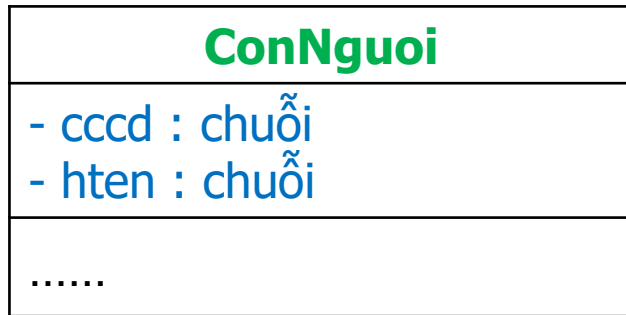 ConNguoi
- cccd : chuỗi
- hten : chuỗi
......